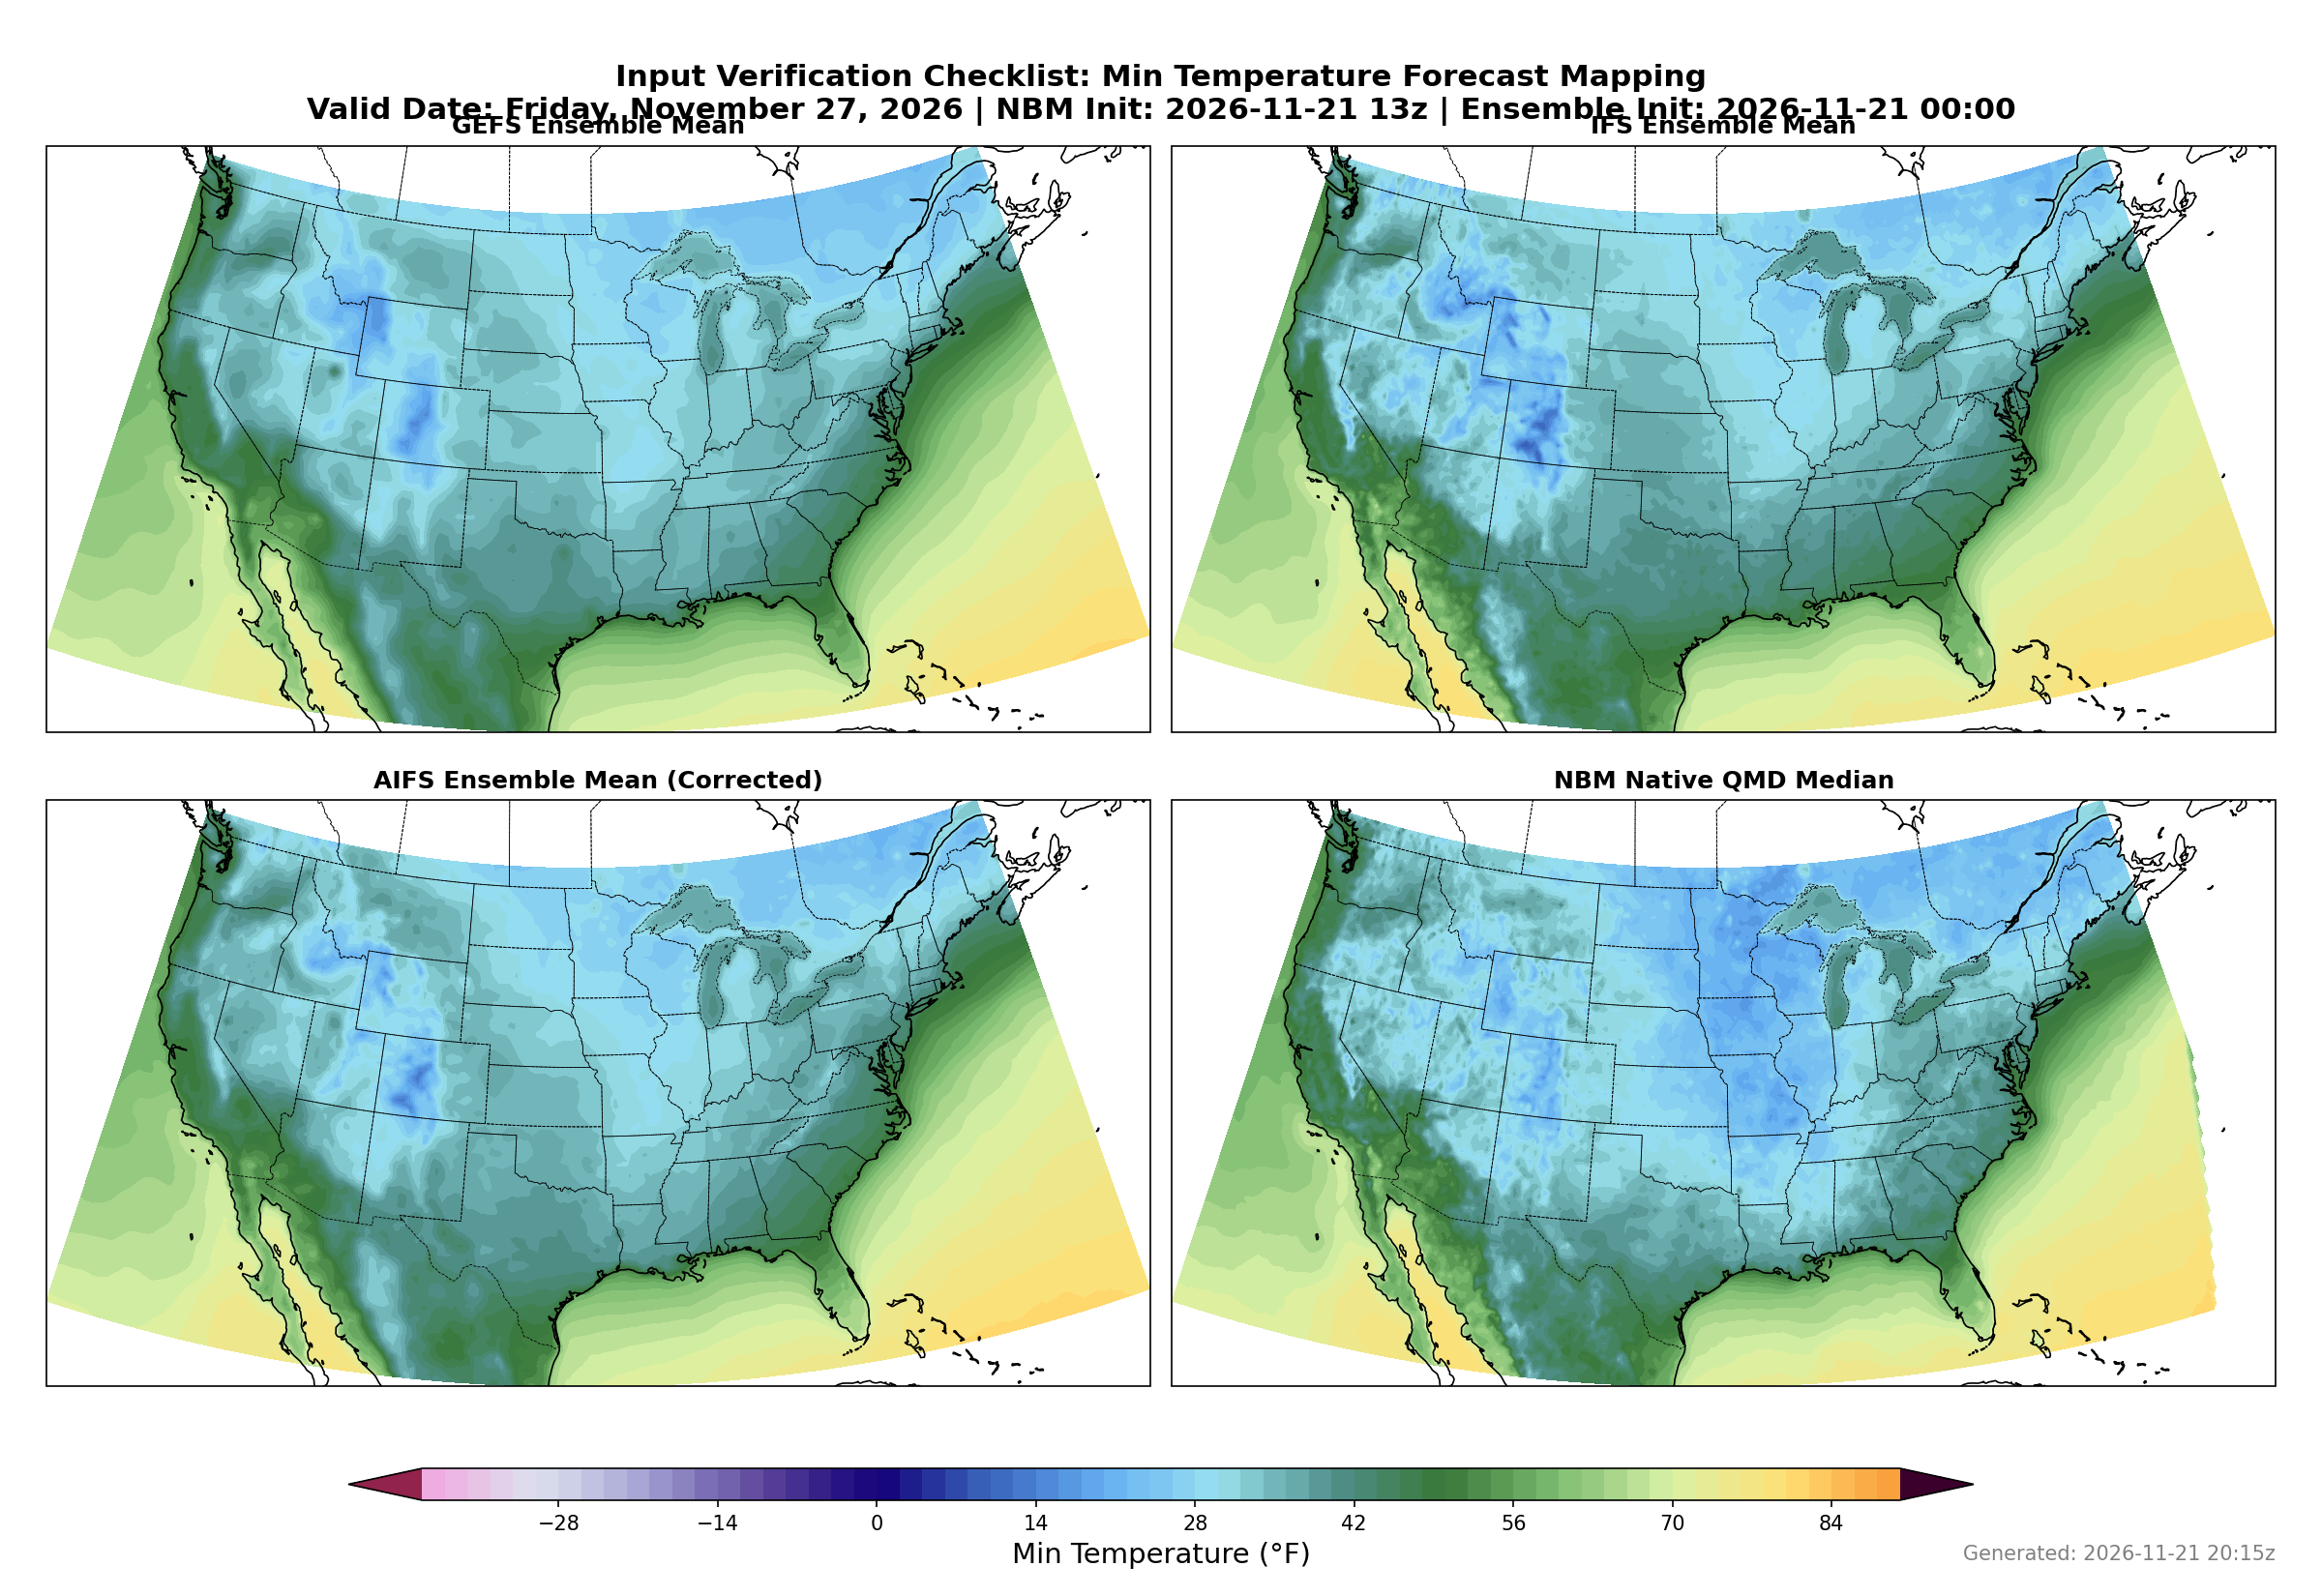 Input Verification Checklist: Min Temperature Forecast Mapping
Valid Date: Friday, November 27, 2026 | NBM Init: 2026-11-21 13z | Ensemble Init: 2026-11-21 00:00
GEFS Ensemble Mean
IFS Ensemble Mean
AIFS Ensemble Mean (Corrected)
NBM Native QMD Median
−28 −14 0 14 28 42 56 70 84
Min Temperature (°F)
Generated: 2026-11-21 20:15z